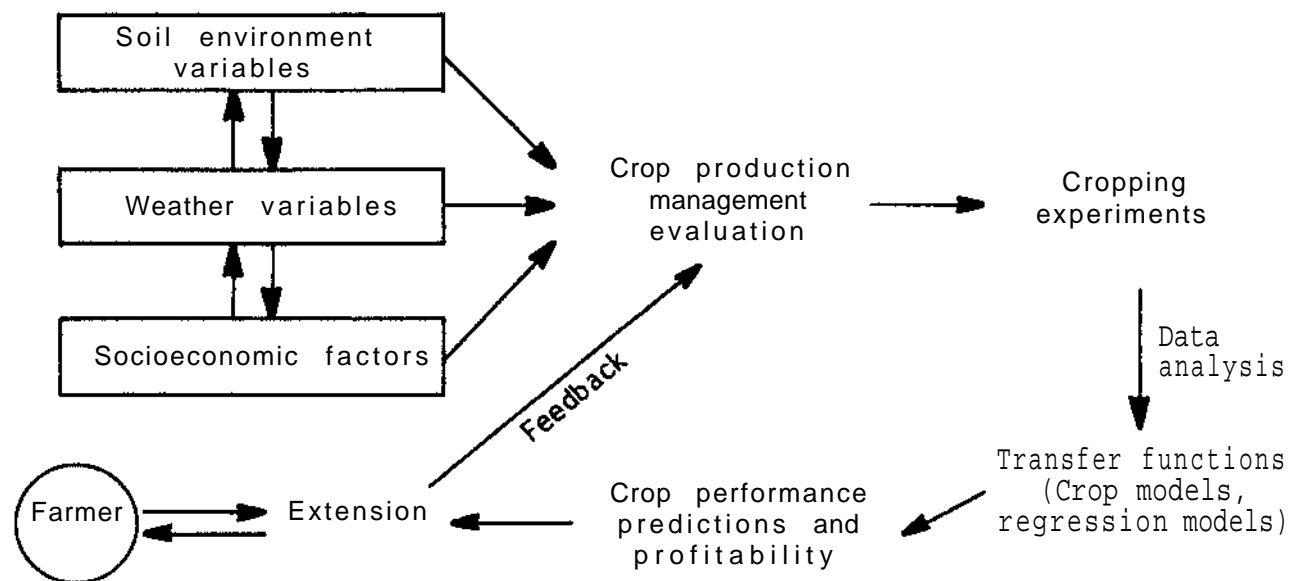 Soil environment
variables
Weather variables
Socioeconomic factors
Crop production
management
evaluation
Cropping
experiments
Data
analysis
Feedback
Transfer functions
(Crop models,
regression models)
Crop performance
predictions and
profitability
Extension
Farmer